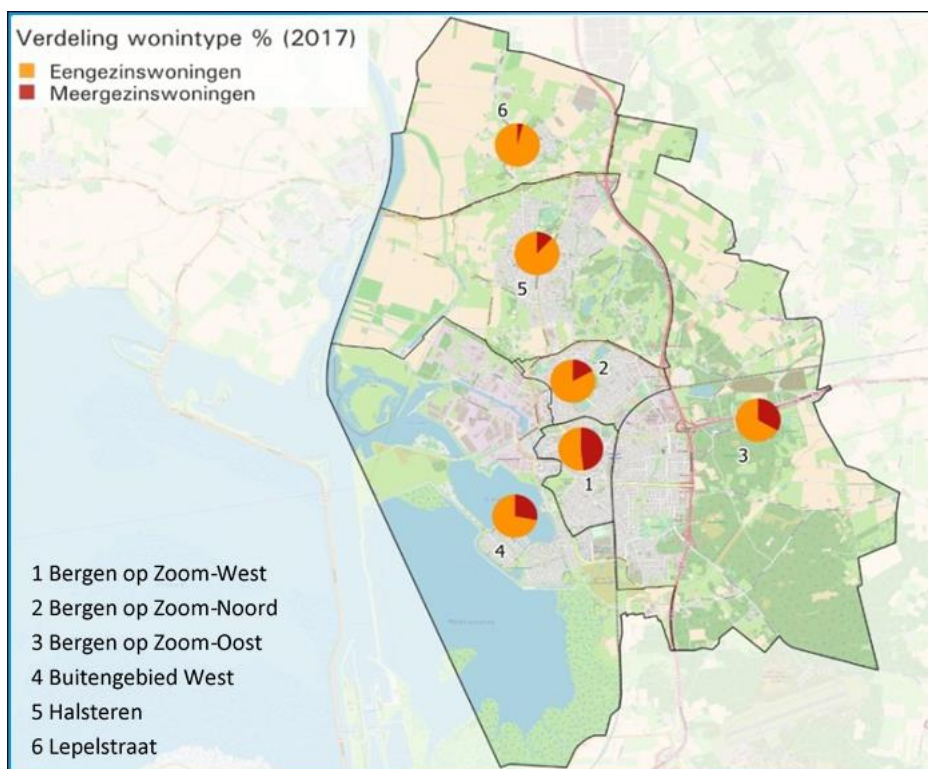 Verdeling wonintype % (2017)
Eengezinswoningen
Meergezinswoningen
6
5
2
3
1
4
1 Bergen op Zoom-West
2 Bergen op Zoom-Noord
3 Bergen op Zoom-Oost
4 Buitengebied West
5 Halsteren
6 Lepelstraat